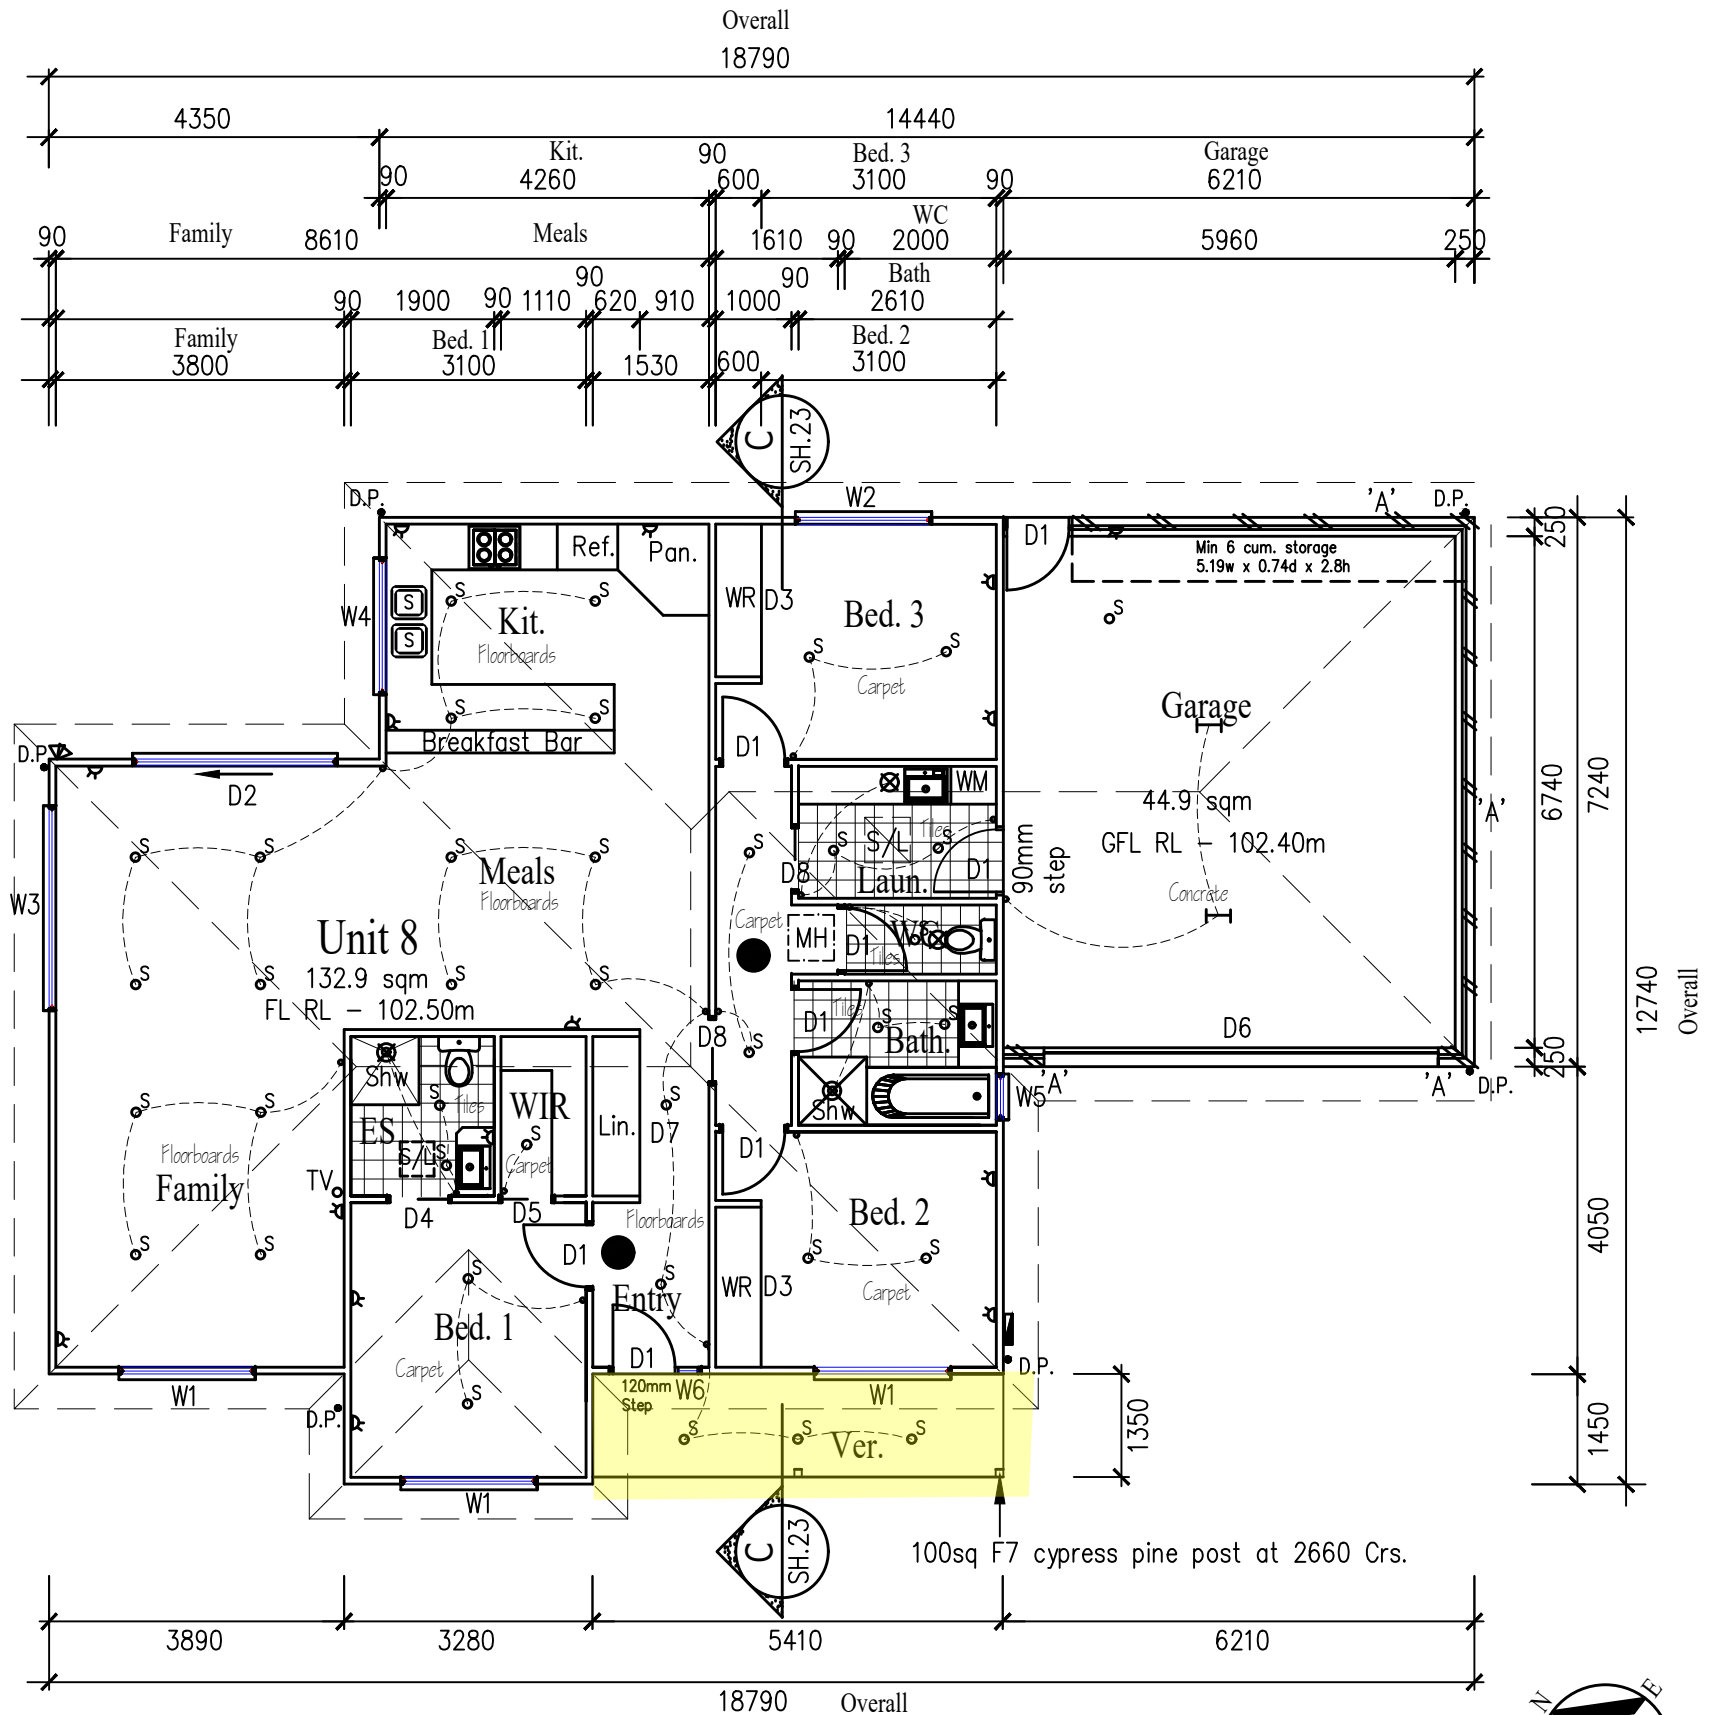 Overall
18790
4350 14440
Kit. 90 Bed. 3 Garage
90 4260 600 3100 90 6210
WC
90 Family 8610 Meals 1610 90 2000 5960 250
90 90 Bath
90 1900 90 1110 620 910 1000 2610
Family Bed. 1 Bed. 2
3800 3100 1530 600 3100
C
SH.23
D.P. W2 'A' D.P.
250
Ref. Pan. D1 Min 6 cum. storage
5.19w x 0.74d x 2.8h
S S S WR D3 Bed. 3 S
W4 Kit.
S Floorboards S S
Carpet
Garage
S S
Breakfast Bar D1
D.P.
D2 WM 6740 7240
44.9 sqm 'A'
S S S S S S Tiles S
S/L GFL RL - 102.40m
Meals D8 Laun. D1 90mm
step
W3 Floorboards Carpet Concrete
Unit 8 MH D1 WC
Tiles
132.9 sqm
S S S S
FL RL - 102.50m Tiles S S 12740 Overall
D8 D1 Bath. D6
S
250
Shw 'A' 'A' D.P.
W5
S S S Tiles WIR S Shw
ES Lin. D7
S D1
Floorboards S/L S Carpet
Family TV
D4 D5 Floorboards Bed. 2 4050
S S D1 S S
S S WR D3
Entry Carpet
Bed. 1
Carpet D1 D.P.
W1 S 120mm W6 W1
Step
D.P. S S S 1350 1450
Ver.
W1
C
SH.23
100sq F7 cypress pine post at 2660 Crs.
3890 3280 5410 6210
18790 Overall
N E